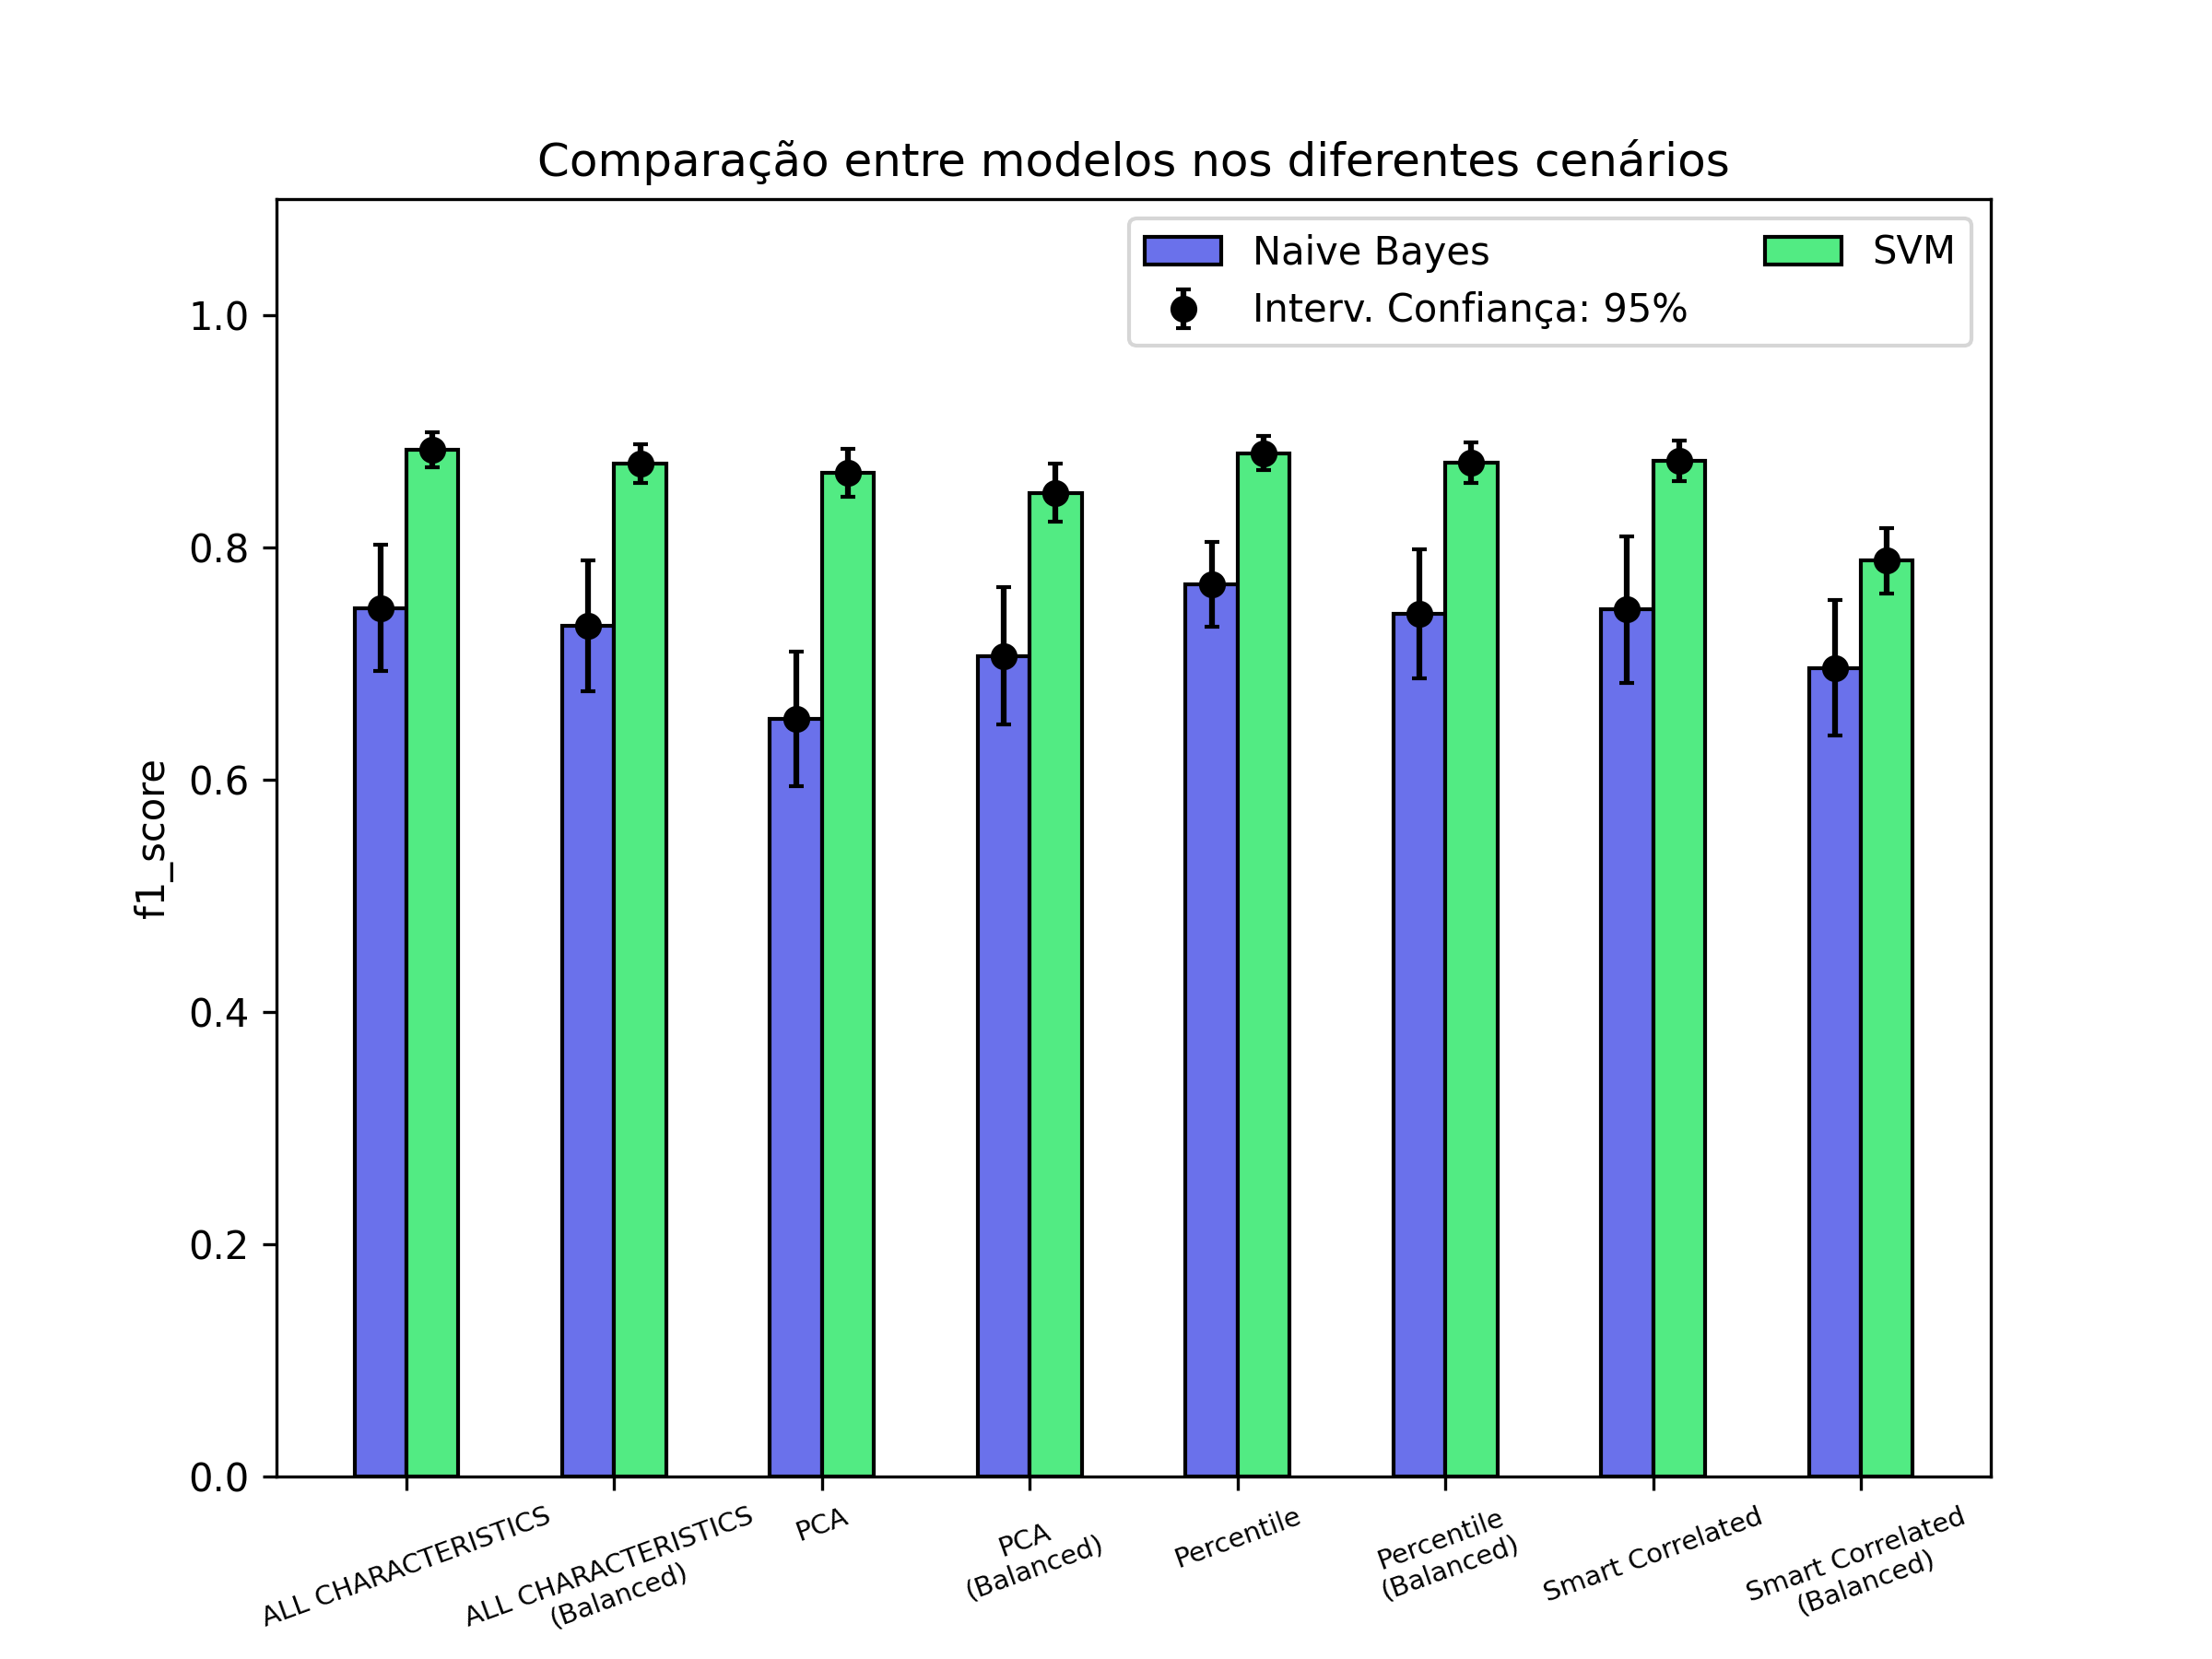 Comparação entre modelos nos diferentes cenários
Naive Bayes
Interv. Confiança: 95%
SVM
f1_score
1.0
0.8
0.6
0.4
0.2
0.0
ALL CHARACTERISTICS
ALL CHARACTERISTICS
(Balanced)
PCA
PCA
(Balanced)
Percentile
Percentile
(Balanced)
Smart Correlated
Smart Correlated
(Balanced)